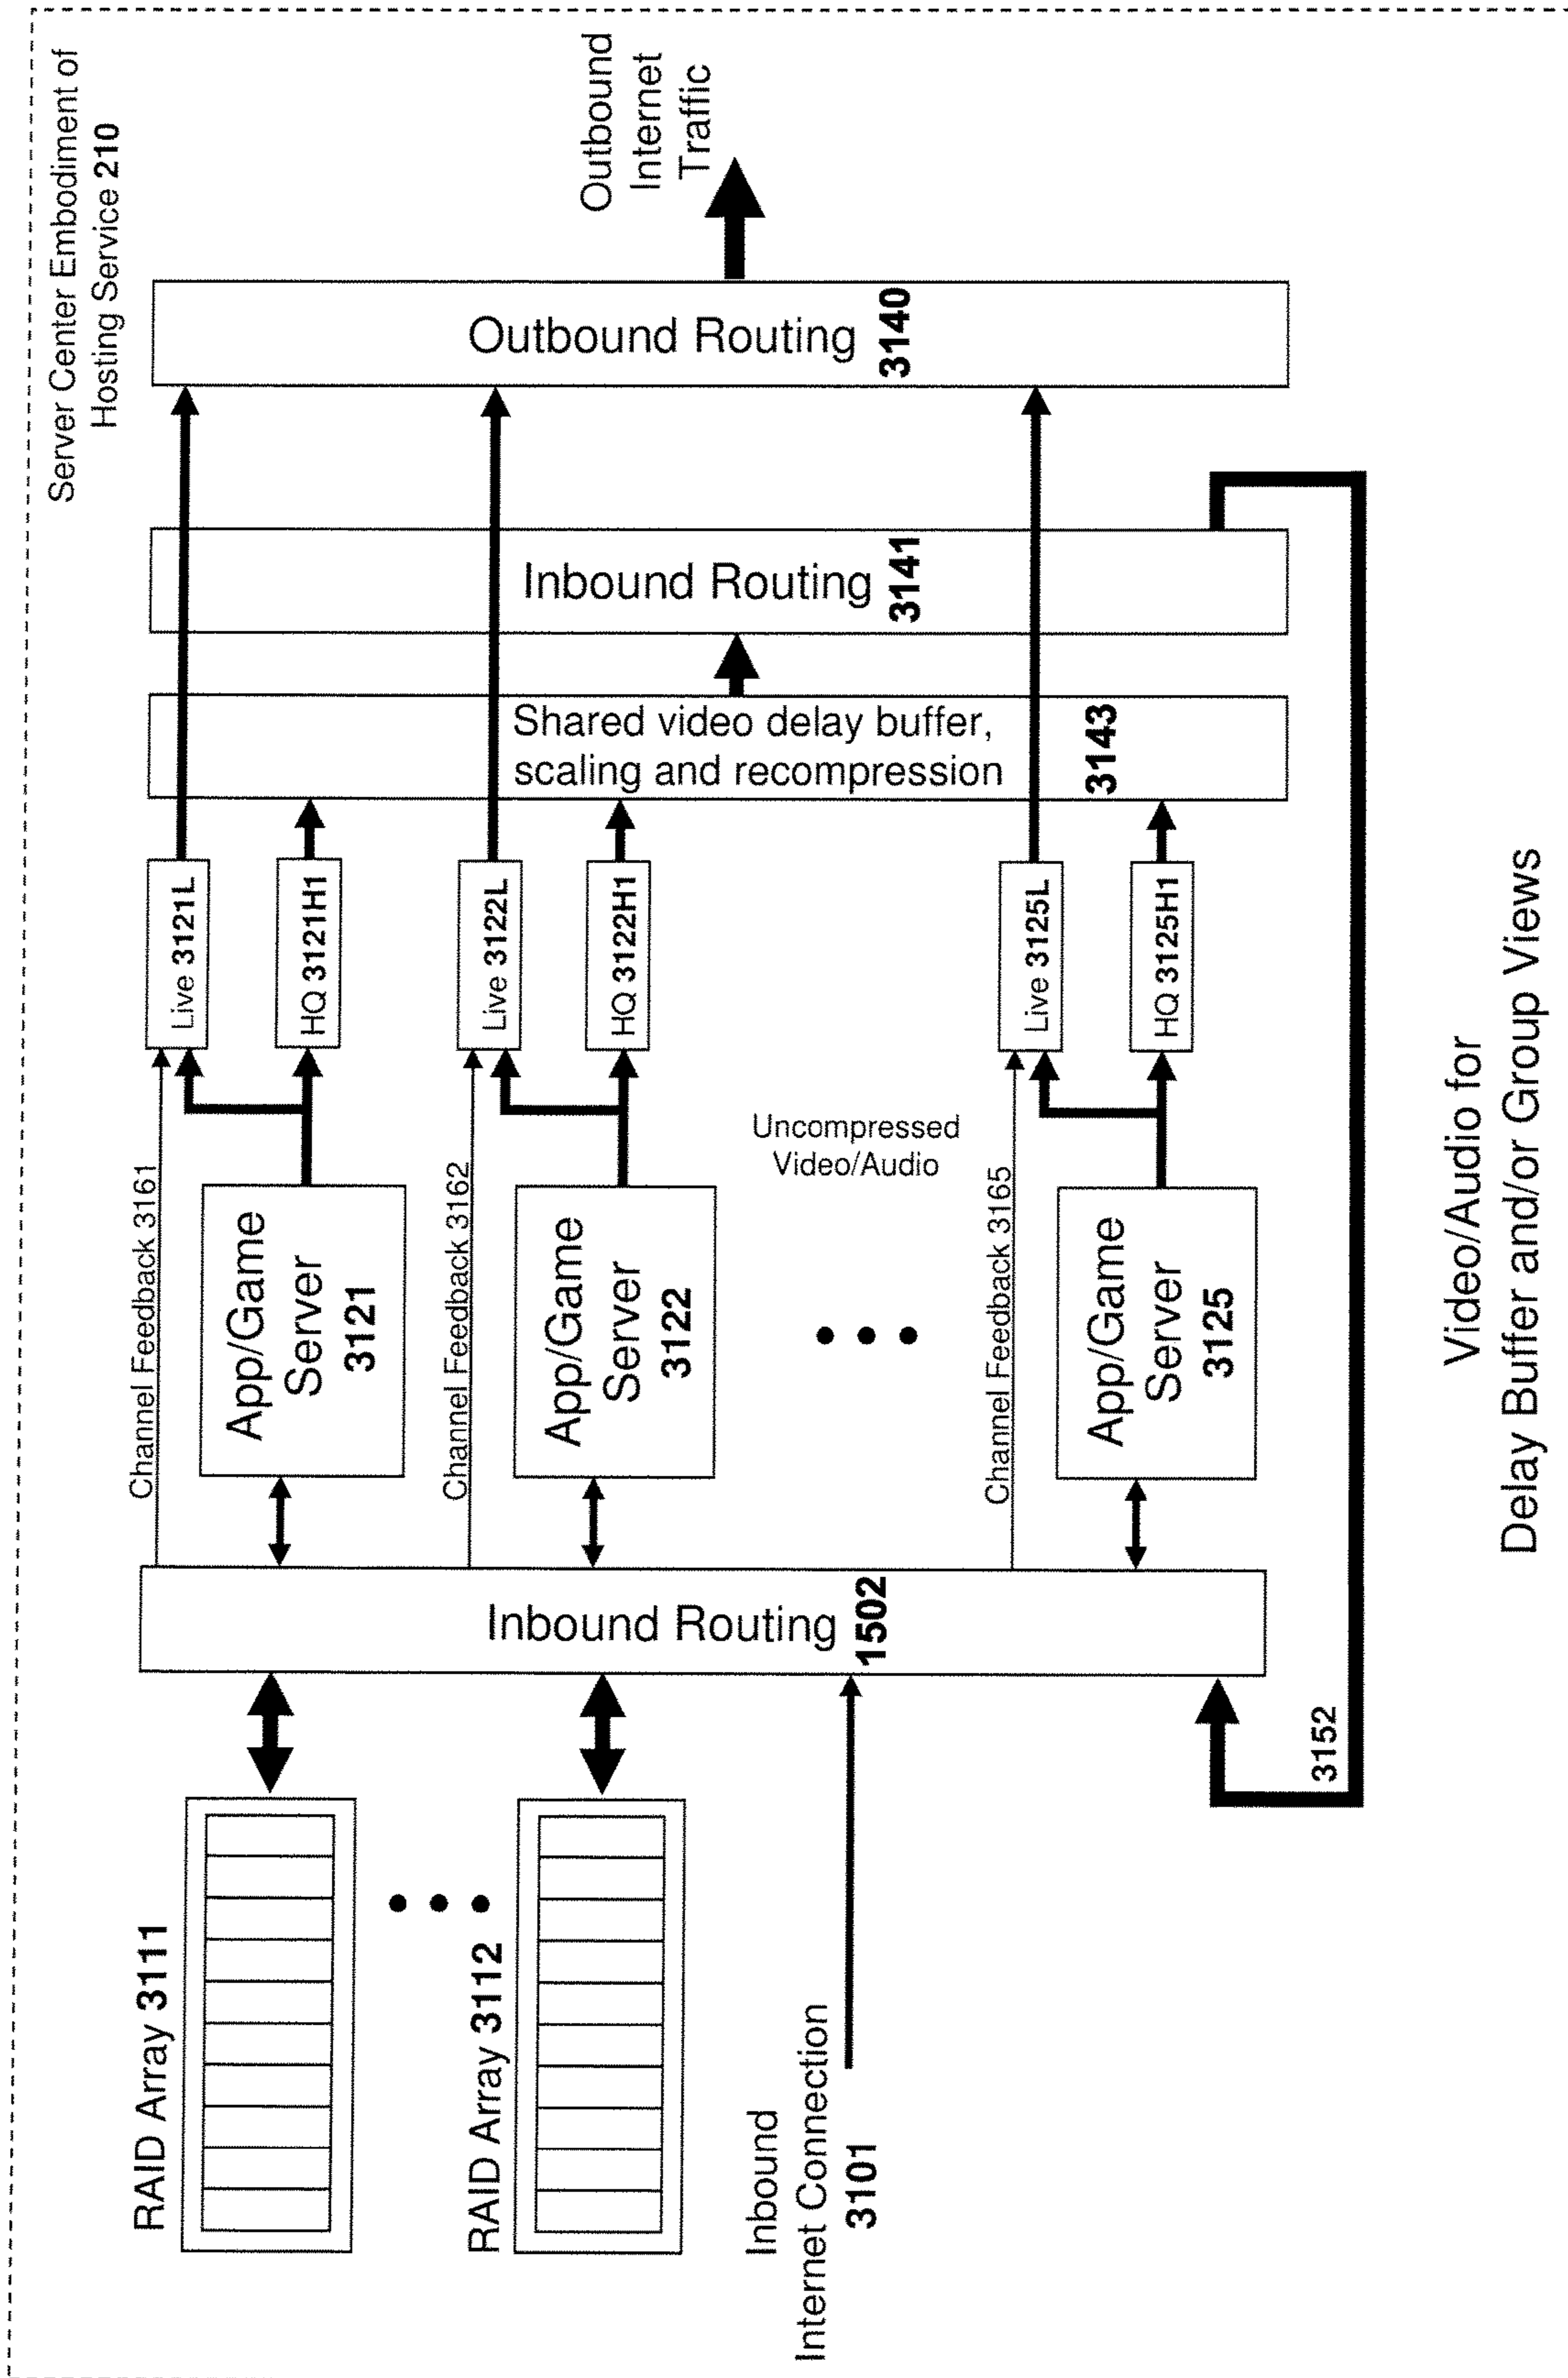 Server Center Embodiment of
Hosting Service 210
RAID Array 3111
RAID Array 3112
Inbound
Internet Connection
3101
Inbound Routing 1502
3152
Channel Feedback 3161
App/Game
Server
3121
Live 3121L
HQ 3121H1
Channel Feedback 3162
App/Game
Server
3122
Live 3122L
HQ 3122H1
Uncompressed
Video/Audio
Channel Feedback 3165
App/Game
Server
3125
Live 3125L
HQ 3125H1
Shared video delay buffer,
scaling and recompression
3143
Inbound Routing 3141
Outbound Routing 3140
Outbound
Internet
Traffic
Video/Audio for
Delay Buffer and/or Group Views